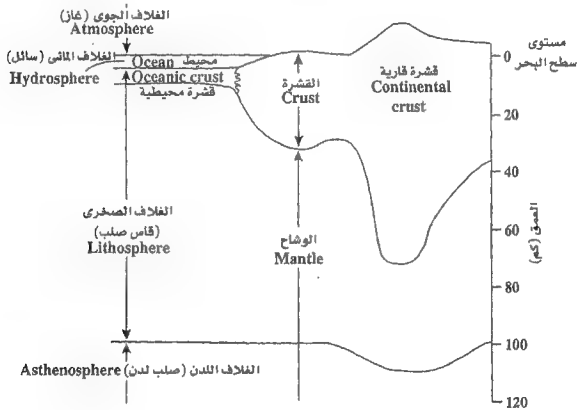 الغلاف الجوى (غاز)
Atmosphere
الغلاف المائى (سائل)
Hydrosphere
Ocean محيط
Oceanic crust
قشرة محيطية
القشرة
Crust
قشرة قارية
Continental
crust
مستوى
سطح البحر
0
20
40
60
80
100
120
العمق (كم)
الغلاف الصخرى
(قاس صلب)
Lithosphere
الوشاح
Mantle
Asthenosphere الغلاف اللدن (صلب لدن)